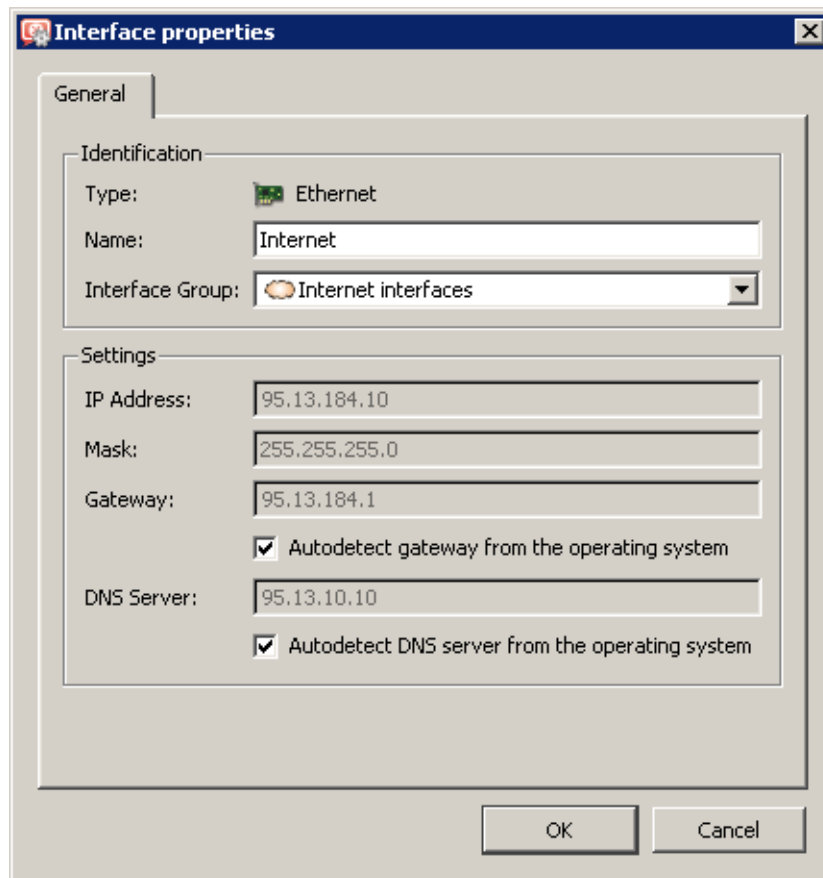 Interface properties
General
Identification
Type: Ethernet
Name: Internet
Interface Group: Internet interfaces
Settings
IP Address: 95.13.184.10
Mask: 255.255.255.0
Gateway: 95.13.184.1
Autodetect gateway from the operating system
DNS Server: 95.13.10.10
Autodetect DNS server from the operating system
OK Cancel